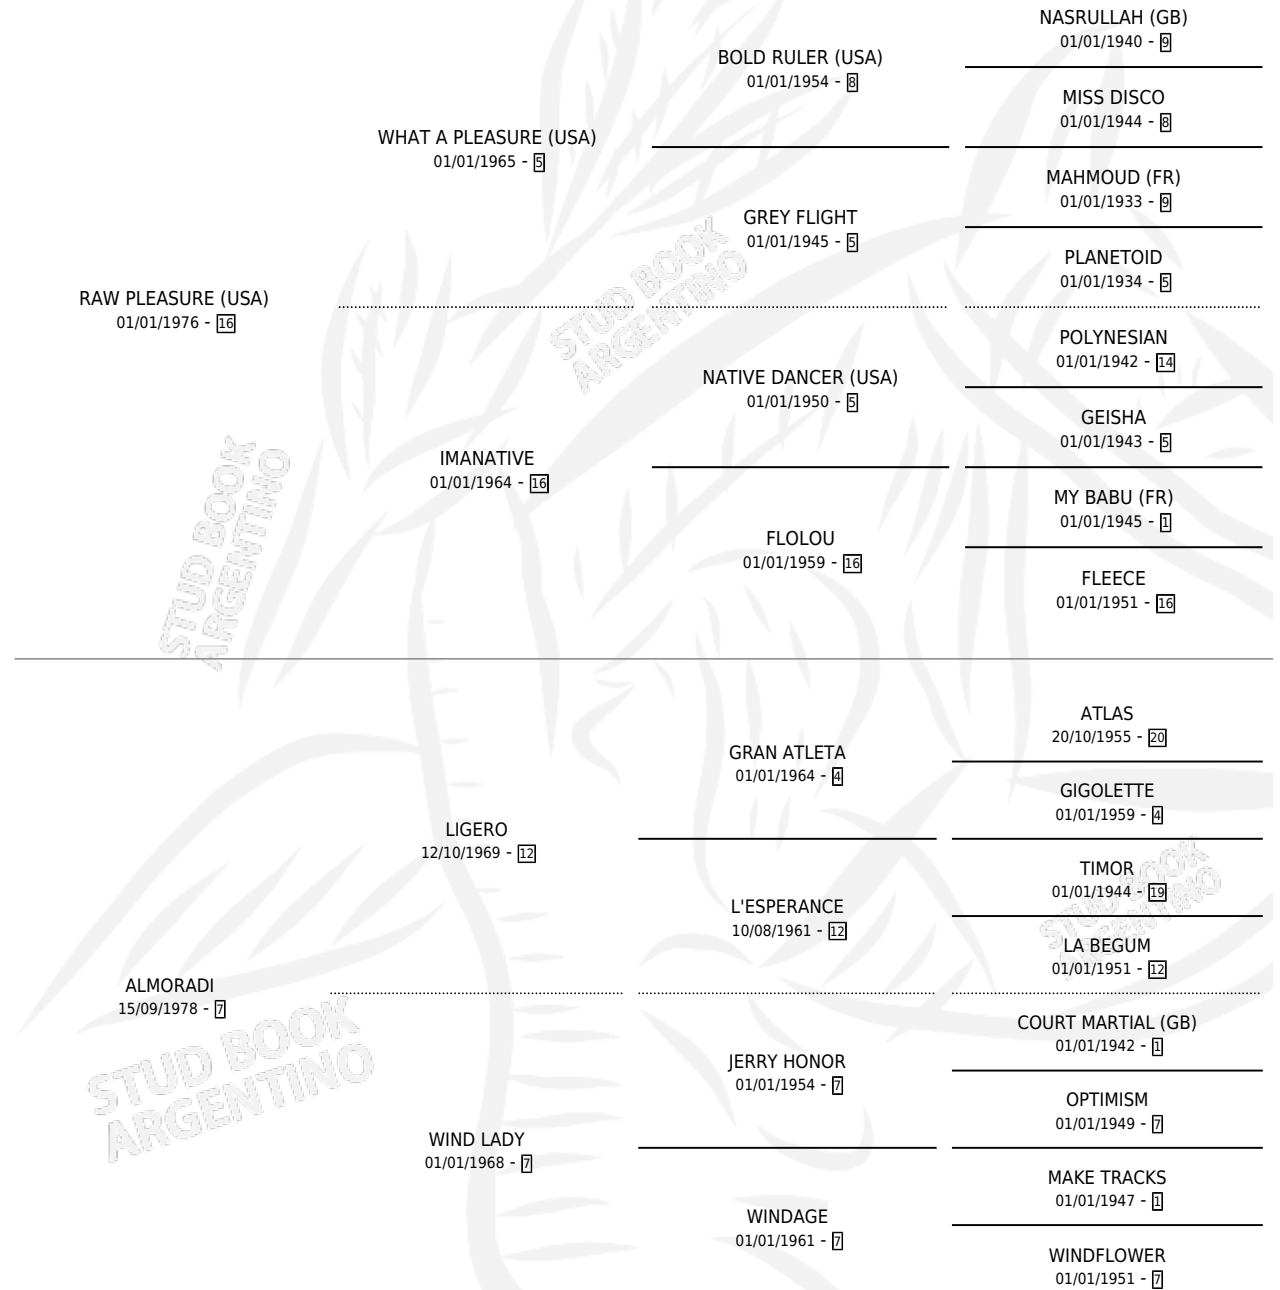 NASRULLAH (GB)
01/01/1940 - 9
BOLD RULER (USA)
01/01/1954 - 8
MISS DISCO
01/01/1944 - 8
WHAT A PLEASURE (USA)
01/01/1965 - 5
MAHMOUD (FR)
01/01/1933 - 9
GREY FLIGHT
01/01/1945 - 5
PLANETOID
01/01/1934 - 5
RAW PLEASURE (USA)
01/01/1976 - 16
POLYNESIAN
01/01/1942 - 14
NATIVE DANCER (USA)
01/01/1950 - 5
GEISHA
01/01/1943 - 5
IMANATIVE
01/01/1964 - 16
MY BABU (FR)
01/01/1945 - 1
FLOLOU
01/01/1959 - 16
FLEECE
01/01/1951 - 16
ATLAS
20/10/1955 - 20
GRAN ATLETA
01/01/1964 - 4
GIGOLETTE
01/01/1959 - 4
LIGERO
12/10/1969 - 12
TIMOR
01/01/1944 - 19
L'ESPERANCE
10/08/1961 - 12
LA BEGUM
01/01/1951 - 12
ALMORADI
15/09/1978 - 7
COURT MARTIAL (GB)
01/01/1942 - 1
JERRY HONOR
01/01/1954 - 7
OPTIMISM
01/01/1949 - 7
WIND LADY
01/01/1968 - 7
MAKE TRACKS
01/01/1947 - 1
WINDAGE
01/01/1961 - 7
WINDFLOWER
01/01/1951 - 7
STUD BOOK
ARGENTINO
STUD BOOK
ARGENTINO
STUD BOOK
ARGENTINO
STUD BOOK
ARGENTINO